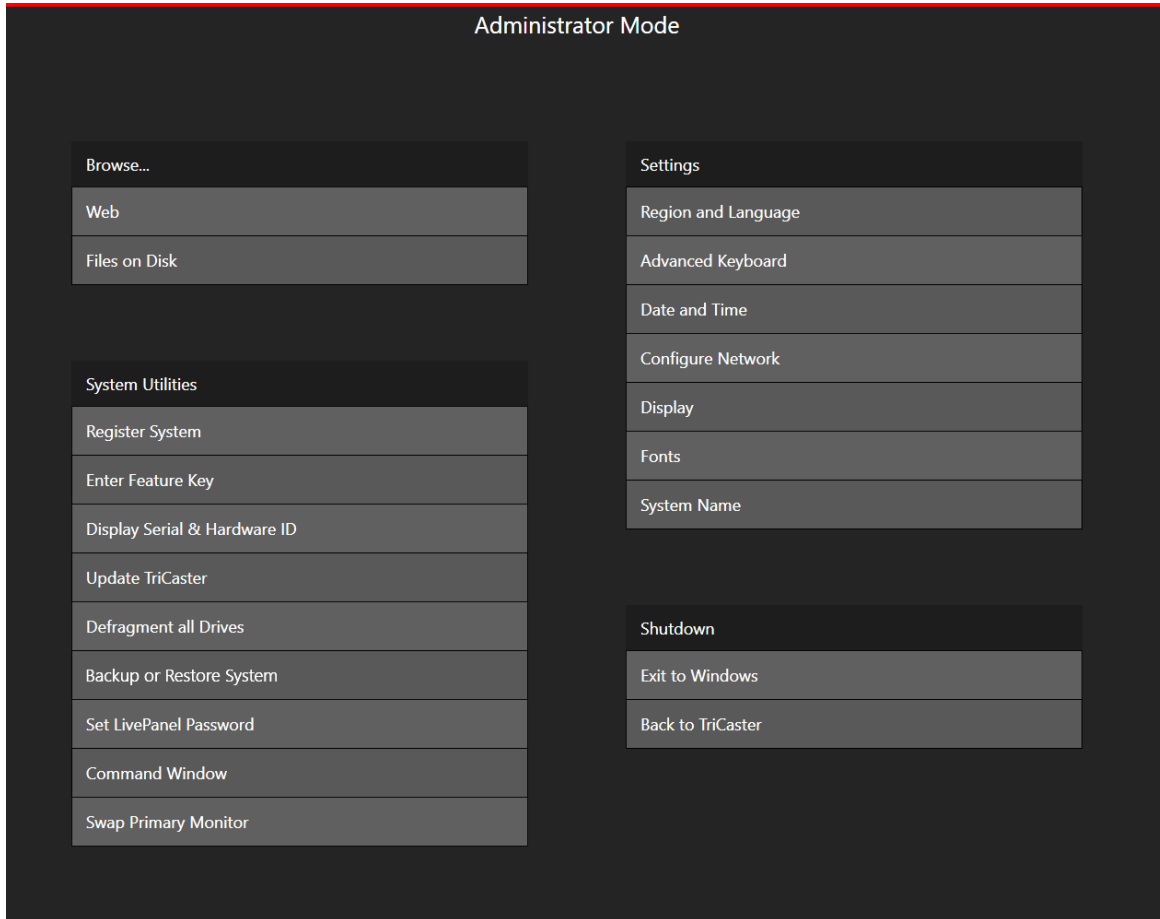 Administrator Mode
Browse...
Web
Files on Disk
System Utilities
Register System
Enter Feature Key
Display Serial & Hardware ID
Update TriCaster
Defragment all Drives
Backup or Restore System
Set LivePanel Password
Command Window
Swap Primary Monitor
Settings
Region and Language
Advanced Keyboard
Date and Time
Configure Network
Display
Fonts
System Name
Shutdown
Exit to Windows
Back to TriCaster